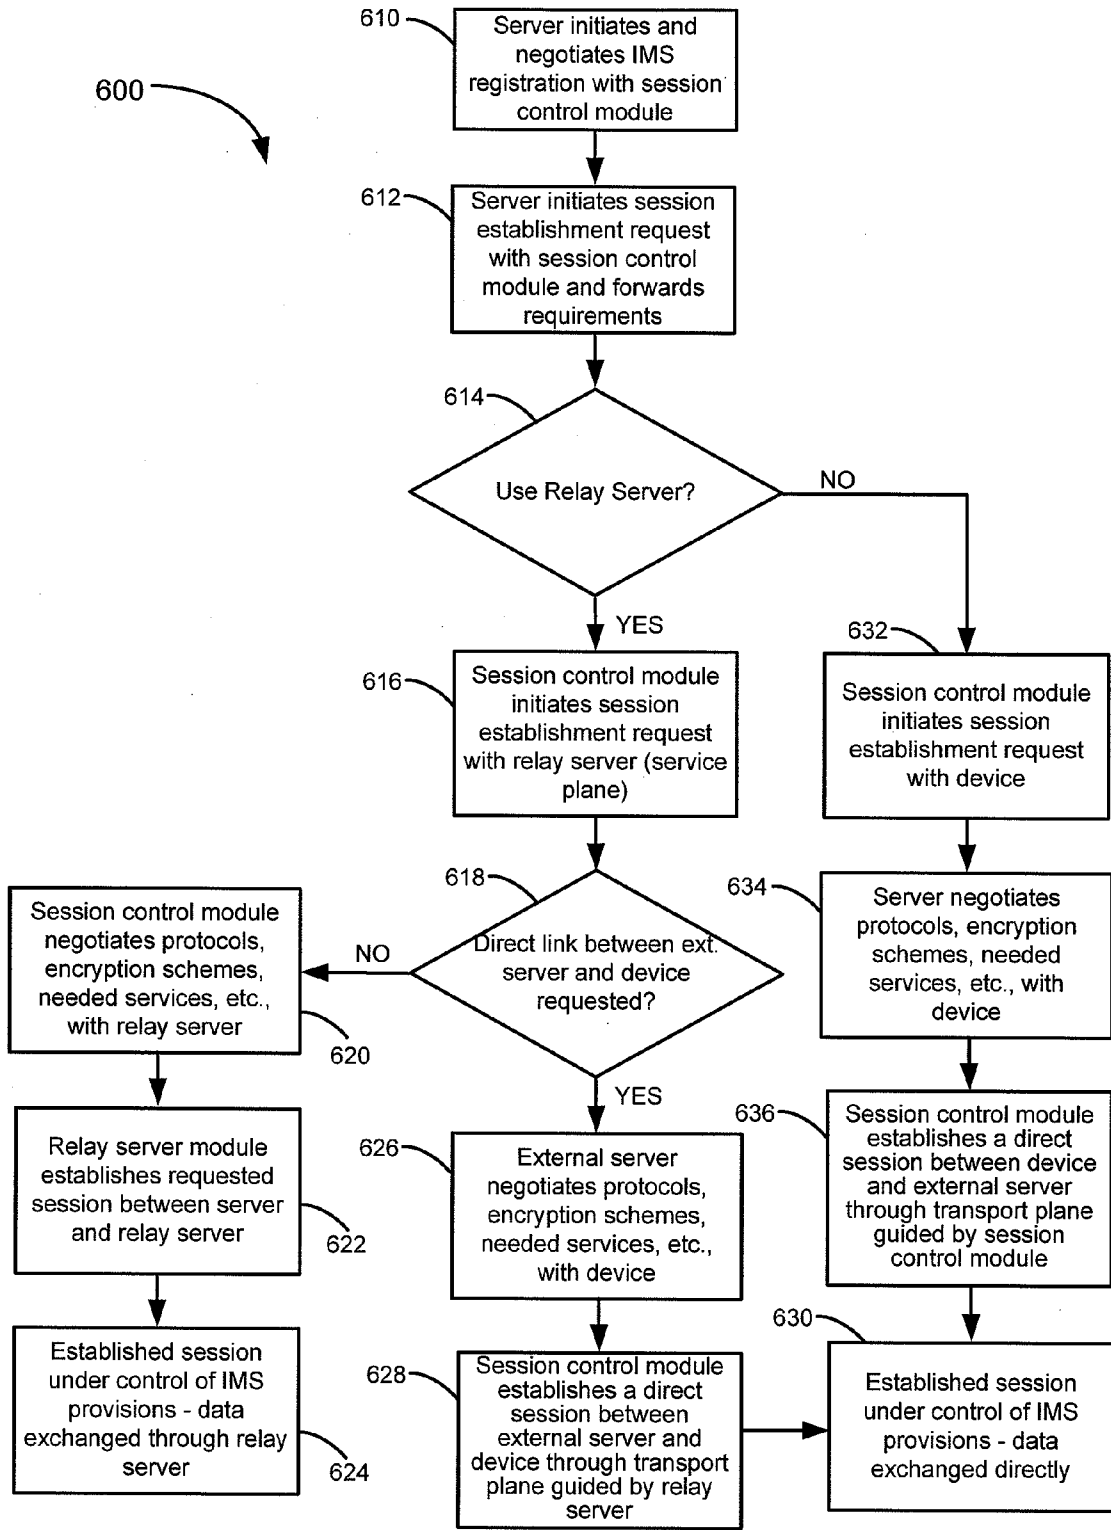 610
Server initiates and
negotiates IMS
registration with session
control module
600
612
Server initiates session
establishment request
with session control
module and forwards
requirements
614
Use Relay Server?
NO
YES
616
Session control module
initiates session
establishment request
with relay server (service
plane)
632
Session control module
initiates session
establishment request
with device
618
Direct link between ext.
server and device
requested?
NO
YES
Session control module
negotiates protocols,
encryption schemes,
needed services, etc.,
with relay server
620
634
Server negotiates
protocols, encryption
schemes, needed
services, etc., with
device
Relay server module
establishes requested
session between server
and relay server
622
626
External server
negotiates protocols,
encryption schemes,
needed services, etc.,
with device
636
Session control module
establishes a direct
session between device
and external server
through transport plane
guided by session
control module
Established session
under control of IMS
provisions - data
exchanged through relay
server
624
628
Session control module
establishes a direct
session between
external server and
device through transport
plane guided by relay
server
630
Established session
under control of IMS
provisions - data
exchanged directly